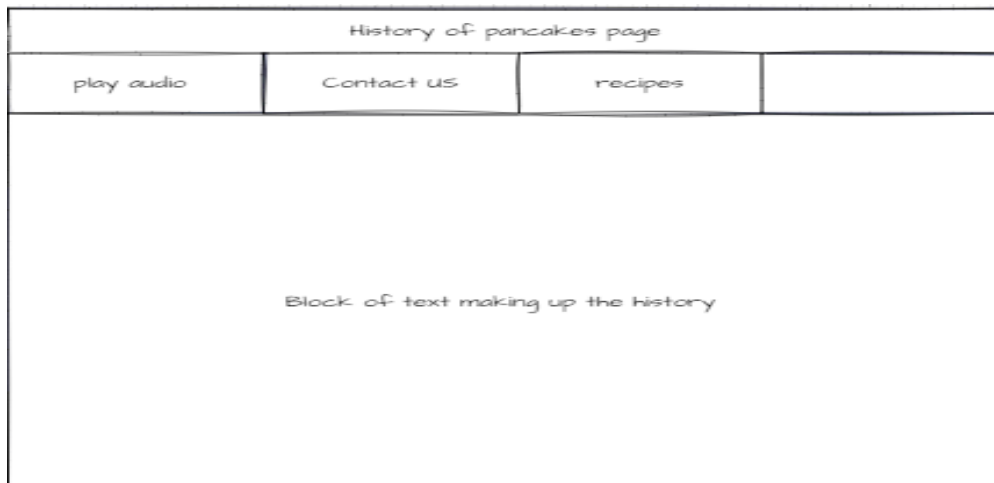 History of pancakes page
play audio
Contact US
recipes
Block of text making up the history